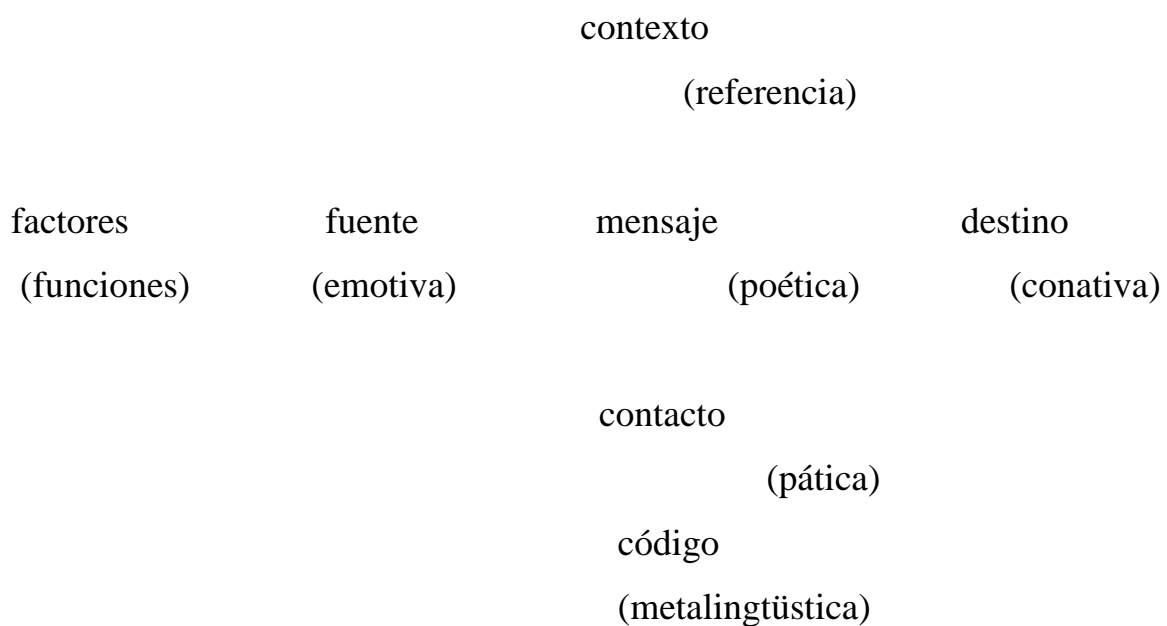 contexto
(referencia)
factores fuente mensaje destino
(funciones) (emotiva) (poética) (conativa)
contacto
(pática)
código
(metalingtüstica)